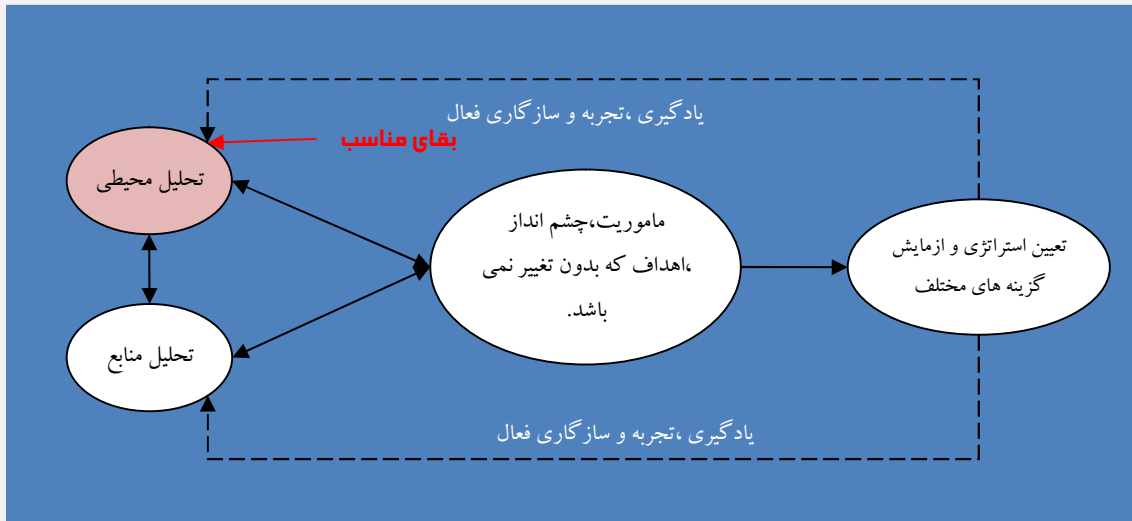 یادگیری ،تجربه و سازگاری فعال
بقای مناسب
تحلیل محیطی
ماموریت،چشم انداز
،اهداف که بدون تغییر نمی
باشد.
تعیین استراتژی و ازمایش
گزینه های مختلف
تحلیل منابع
یادگیری ،تجربه و سازگاری فعال